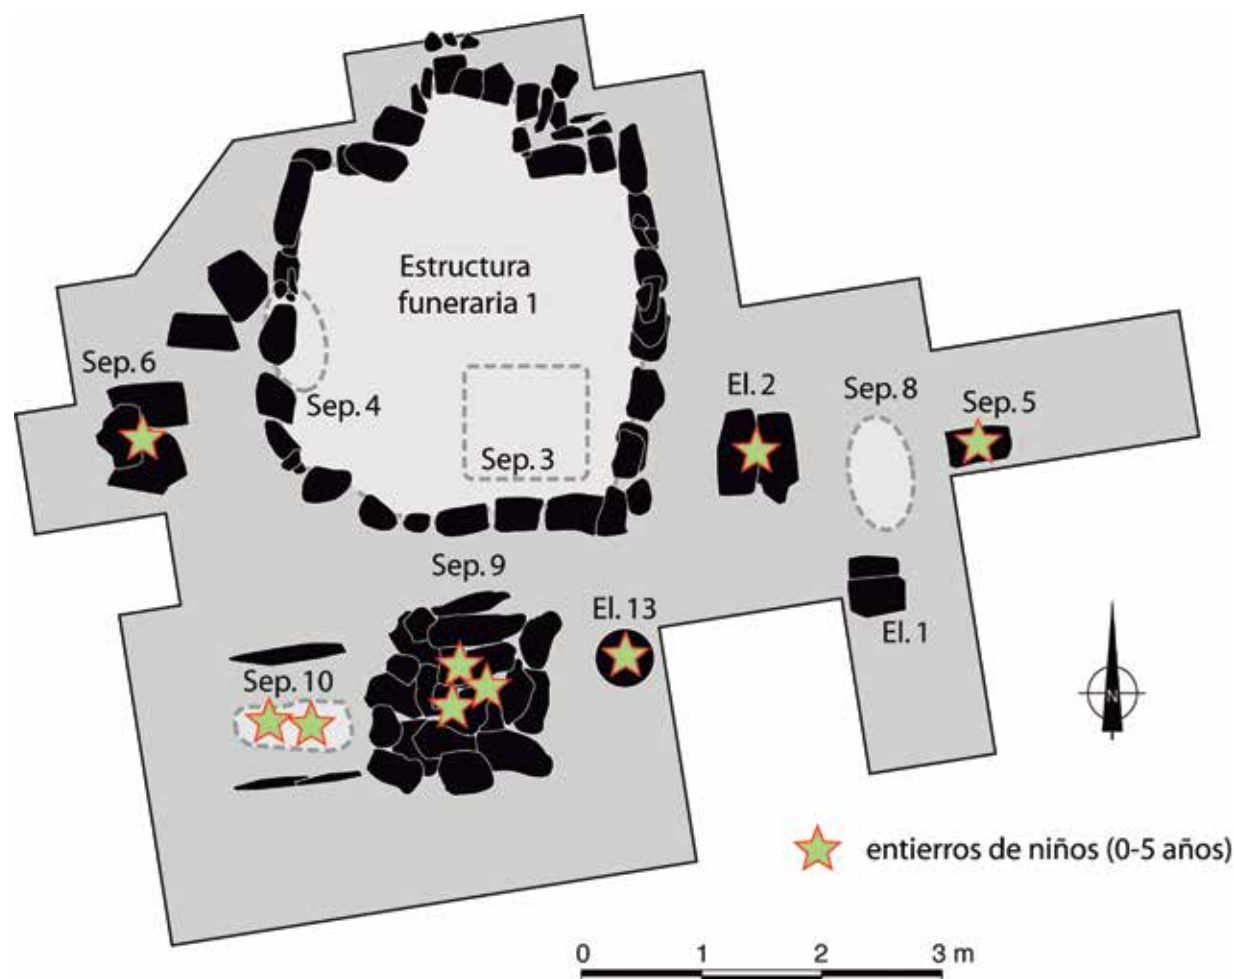 Estructura
funeraria 1
Sep. 6
Sep. 4
El. 2
Sep. 8
Sep. 5
Sep. 3
Sep. 9
El. 13
El. 1
Sep. 10
N
entierros de niños (0-5 años)
0 1 2 3 m